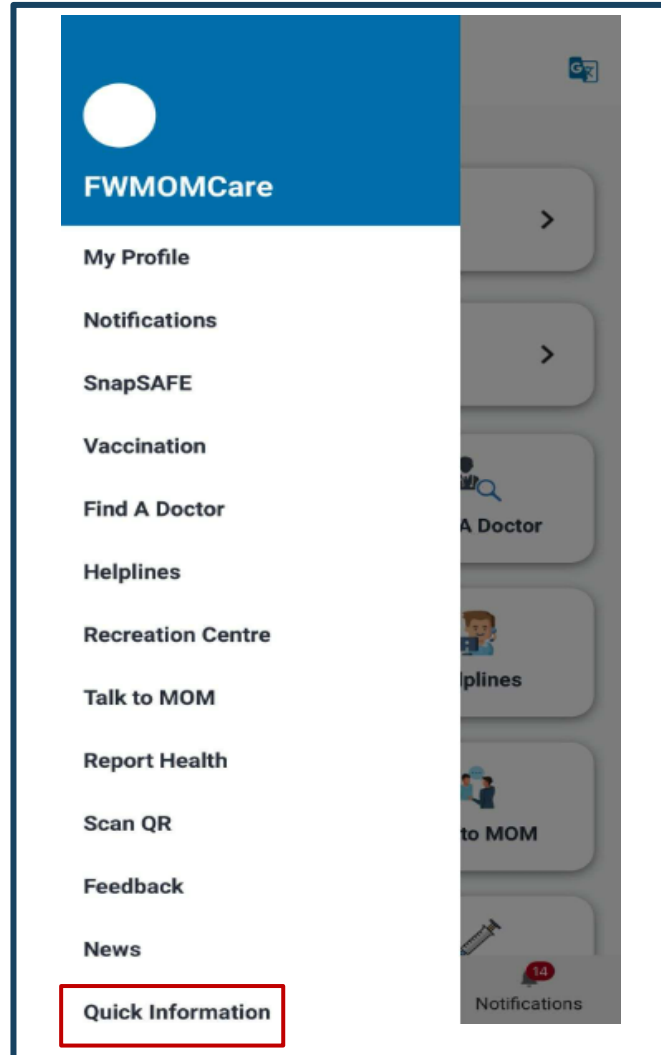 FWMOMCare
My Profile
Notifications
SnapSAFE
Vaccination
Find A Doctor
Helplines
Recreation Centre
Talk to MOM
Report Health
Scan QR
Feedback
News
Quick Information
A Doctor
lplines
to MOM
14
Notifications